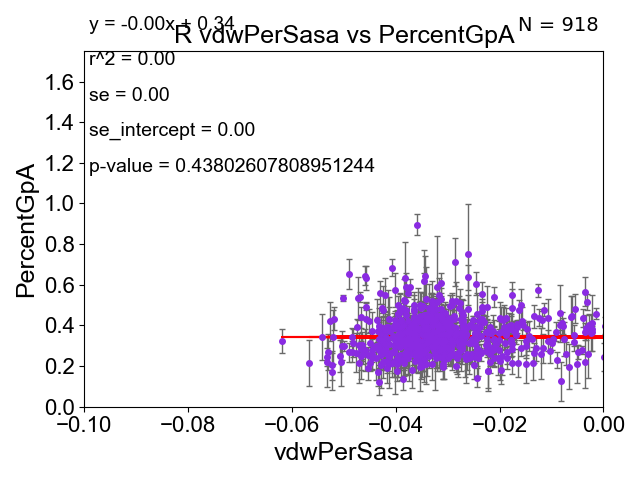 y = -0.00x + 0.34
N = 918
R vdwPerSasa vs PercentGpA
r^2 = 0.00
se = 0.00
se_intercept = 0.00
p-value = 0.43802607808951244
PercentGpA
1.6
1.4
1.2
1.0
0.8
0.6
0.4
0.2
0.0
−0.10 −0.08 −0.06 −0.04 −0.02 0.00
vdwPerSasa